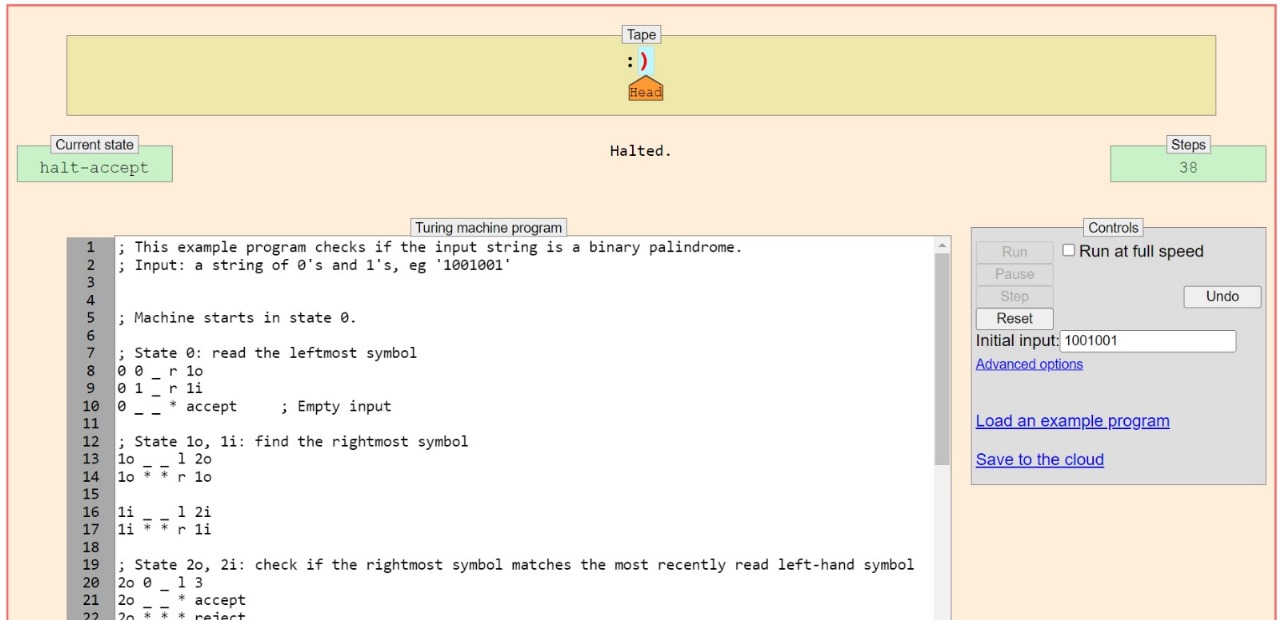 Tape
:)
Head
Current state
halt-accept
Halted.
Steps
38
Turing machine program
1 ; This example program checks if the input string is a binary palindrome.
2 ; Input: a string of 0's and 1's, eg '1001001'
3
4
5 ; Machine starts in state 0.
6
7 ; State 0: read the leftmost symbol
8 0 0 _ r 1o
9 0 1 _ r 1i
10 0 _ _ * accept     ; Empty input
11
12 ; State 1o, 1i: find the rightmost symbol
13 1o _ _ l 2o
14 1o * * r 1o
15
16 1i _ _ l 2i
17 1i * * r 1i
18
19 ; State 2o, 2i: check if the rightmost symbol matches the most recently read left-hand symbol
20 2o 0 _ l 3
21 2o _ _ * accept
22 2o * * * reject
Controls
Run Run at full speed
Pause
Step Undo
Reset
Initial input: 1001001
Advanced options
Load an example program
Save to the cloud